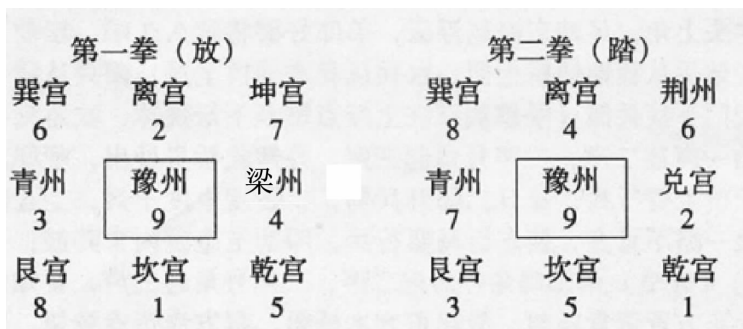 第一拳（放）
巽宫 离宫 坤宫
6 2 7
青州 豫州 梁州
3 9 4
艮宫 坎宫 乾宫
8 1 5
第二拳（踏）
巽宫 离宫 荆州
8 4 6
青州 豫州 兑宫
7 9 2
艮宫 坎宫 乾宫
3 5 1